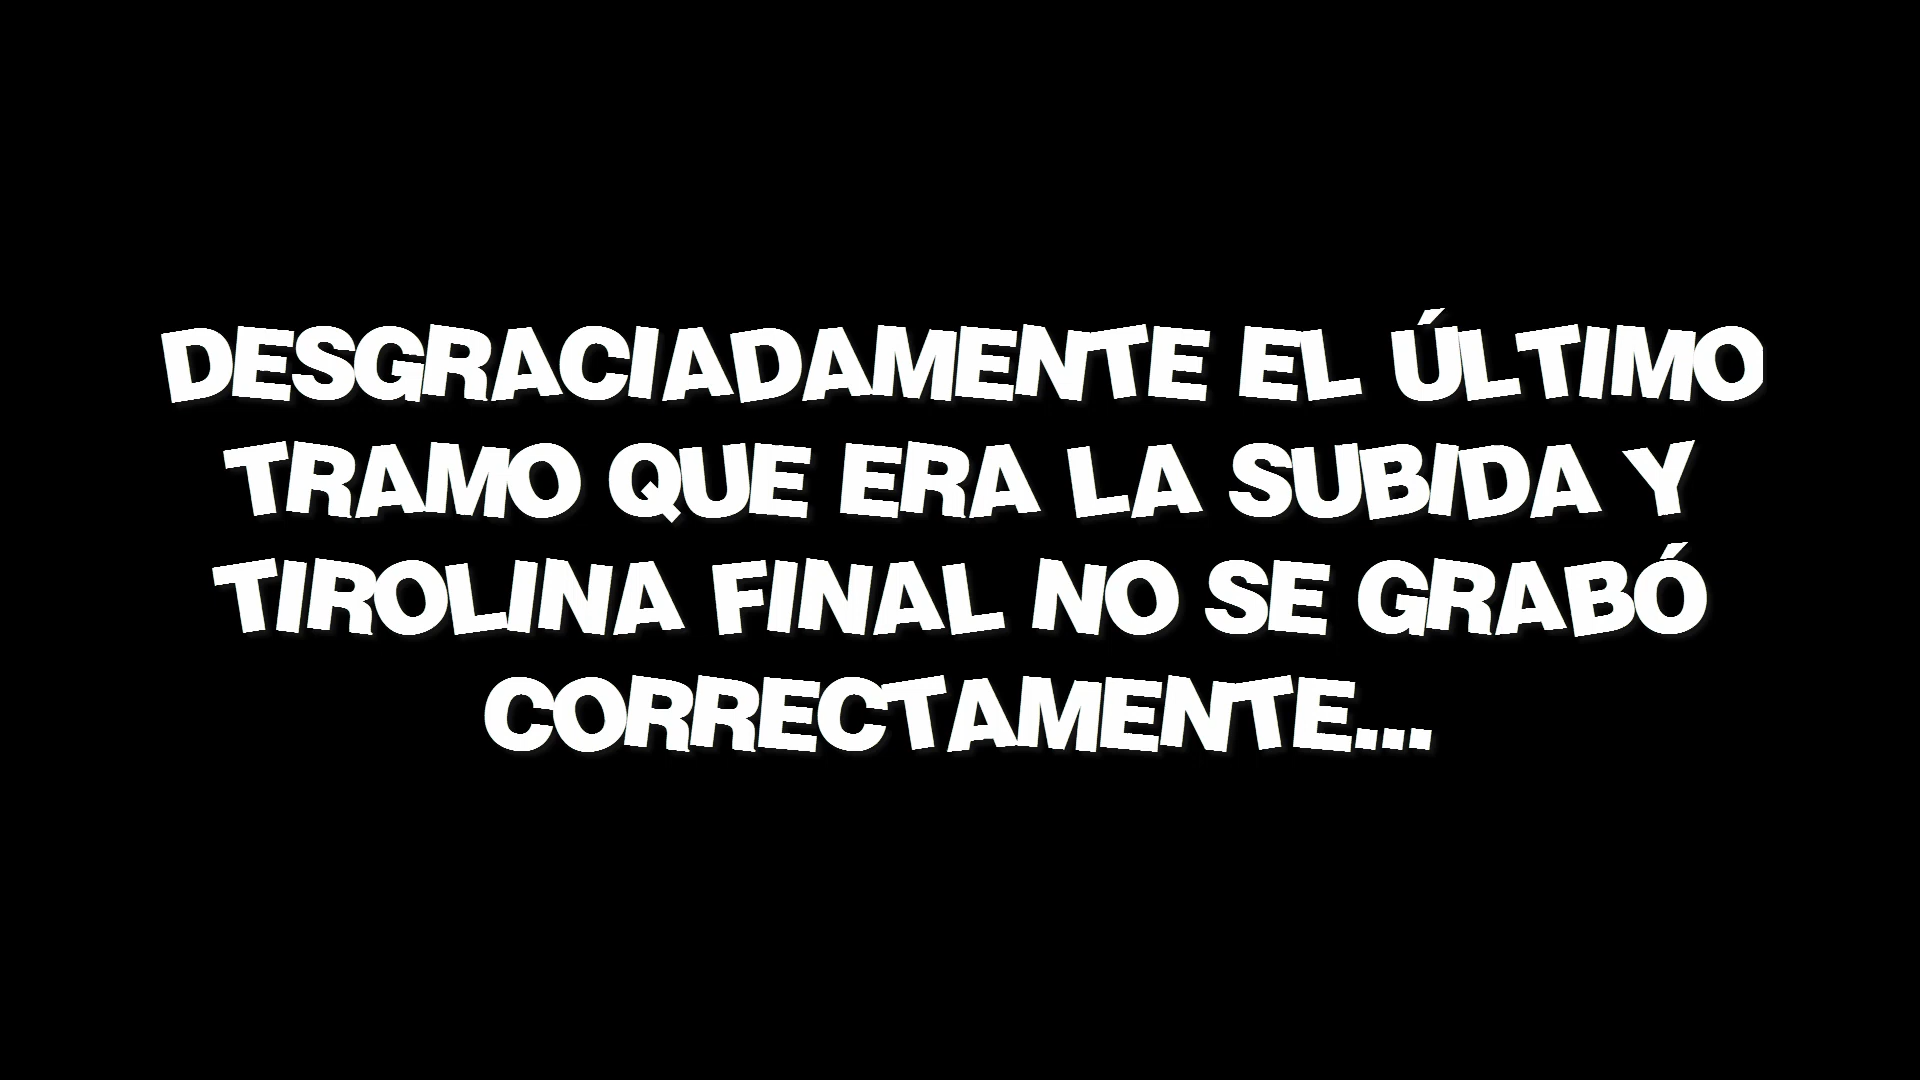 DESGRACIADAMENTE EL ÚLTIMO
TRAMO QUE ERA LA SUBIDA Y
TIROLINA FINAL NO SE GRABÓ
CORRECTAMENTE...